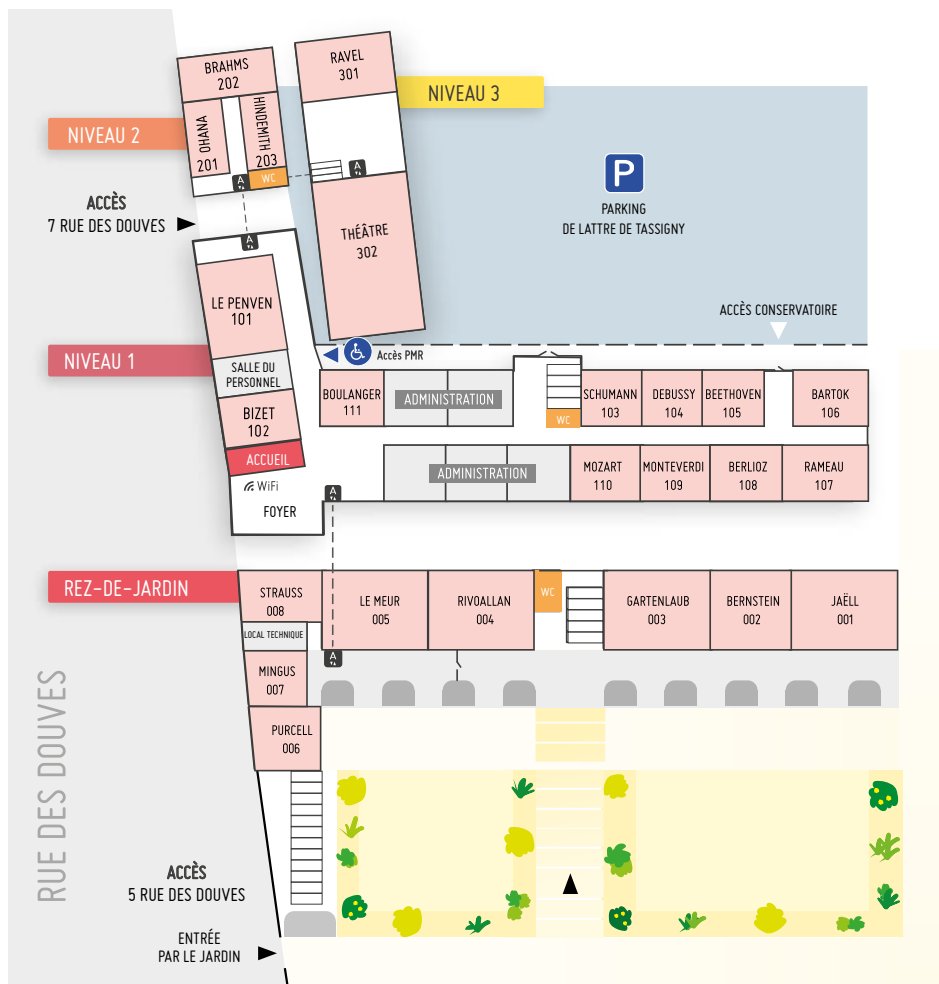 BRAHMS
202
OHANA
201
HINDEMITH
203
WC
A
RAVEL
301
NIVEAU 3
NIVEAU 2
A
THÉÂTRE
302
P
PARKING
DE LATTRE DE TASSIGNY
ACCÈS
7 RUE DES DOUVES
A
LE PENVEN
101
ACCÈS CONSERVATOIRE
NIVEAU 1
Accès PMR
SALLE DU
PERSONNEL
BIZET
102
ACCUEIL
WiFi
FOYER
BOULANGER
111
ADMINISTRATION
WC
SCHUMANN
103
DEBUSSY
104
BEETHOVEN
105
BARTOK
106
ADMINISTRATION
MOZART
110
MONTEVERDI
109
BERLIOZ
108
RAMEAU
107
A
REZ-DE-JARDIN
STRAUSS
008
LE MEUR
005
RIVOALLAN
004
WC
GARTENLAUB
003
BERNSTEIN
002
JAËLL
001
LOCAL TECHNIQUE
A
MINGUS
007
PURCELL
006
RUE DES DOUVES
ACCÈS
5 RUE DES DOUVES
ENTRÉE
PAR LE JARDIN